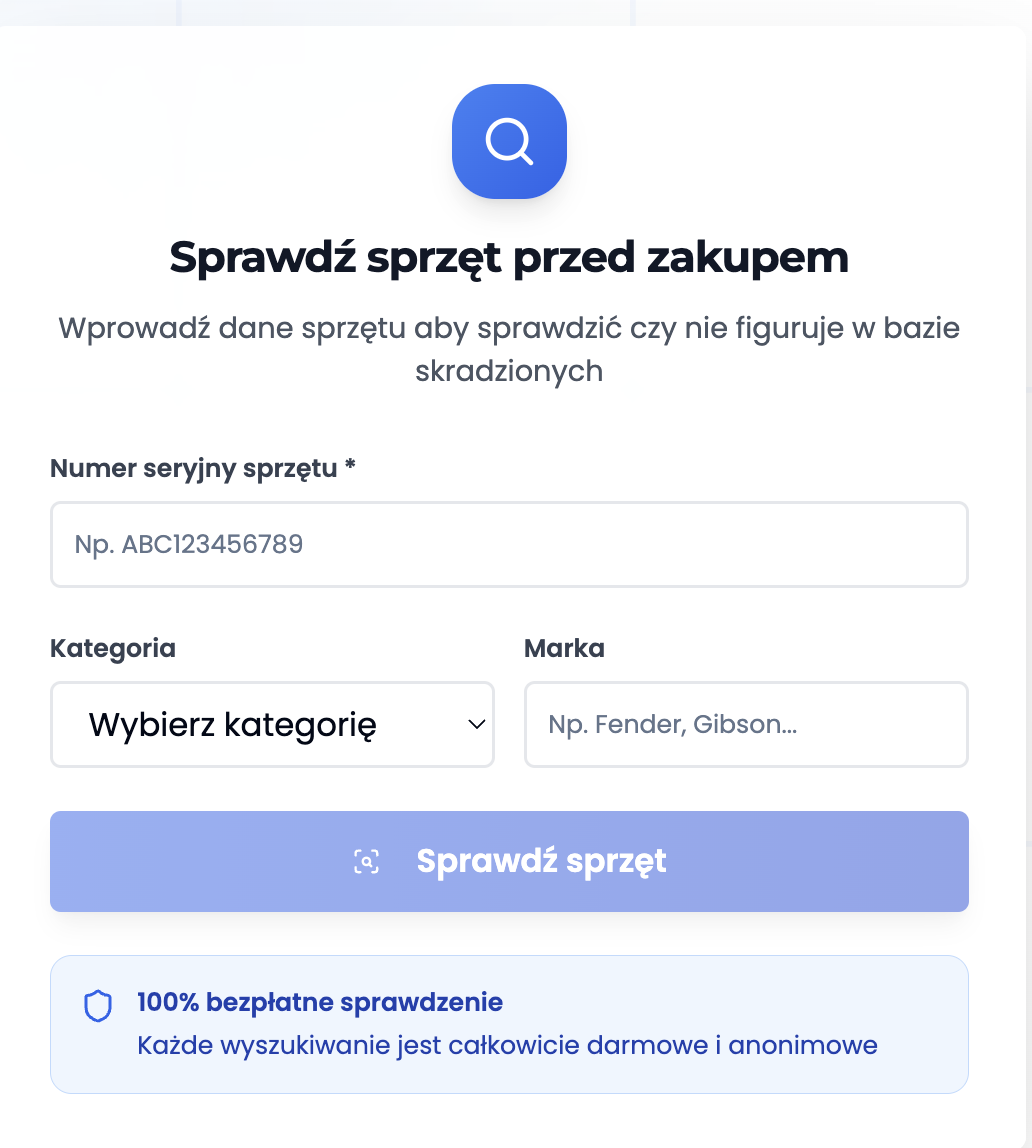 Sprawdź sprzęt przed zakupem
Wprowadź dane sprzętu aby sprawdzić czy nie figuruje w bazie
skradzionych
Numer seryjny sprzętu *
Np. ABC123456789
Kategoria
Marka
Wybierz kategorię
Np. Fender, Gibson...
Sprawdź sprzęt
100% bezpłatne sprawdzenie
Każde wyszukiwanie jest całkowicie darmowe i anonimowe